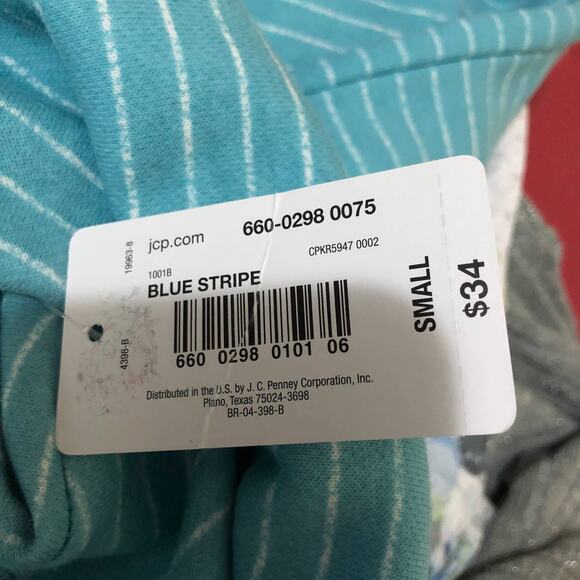 jcp.com
660-0298 0075
CPKR5947 0002
1001B
BLUE STRIPE
660 0298 0101 06
Distributed in the U.S. by J. C. Penney Corporation, Inc.
Plano, Texas 75024-3698
BR-04-398-B
19963-8
4398-B
SMALL
$34